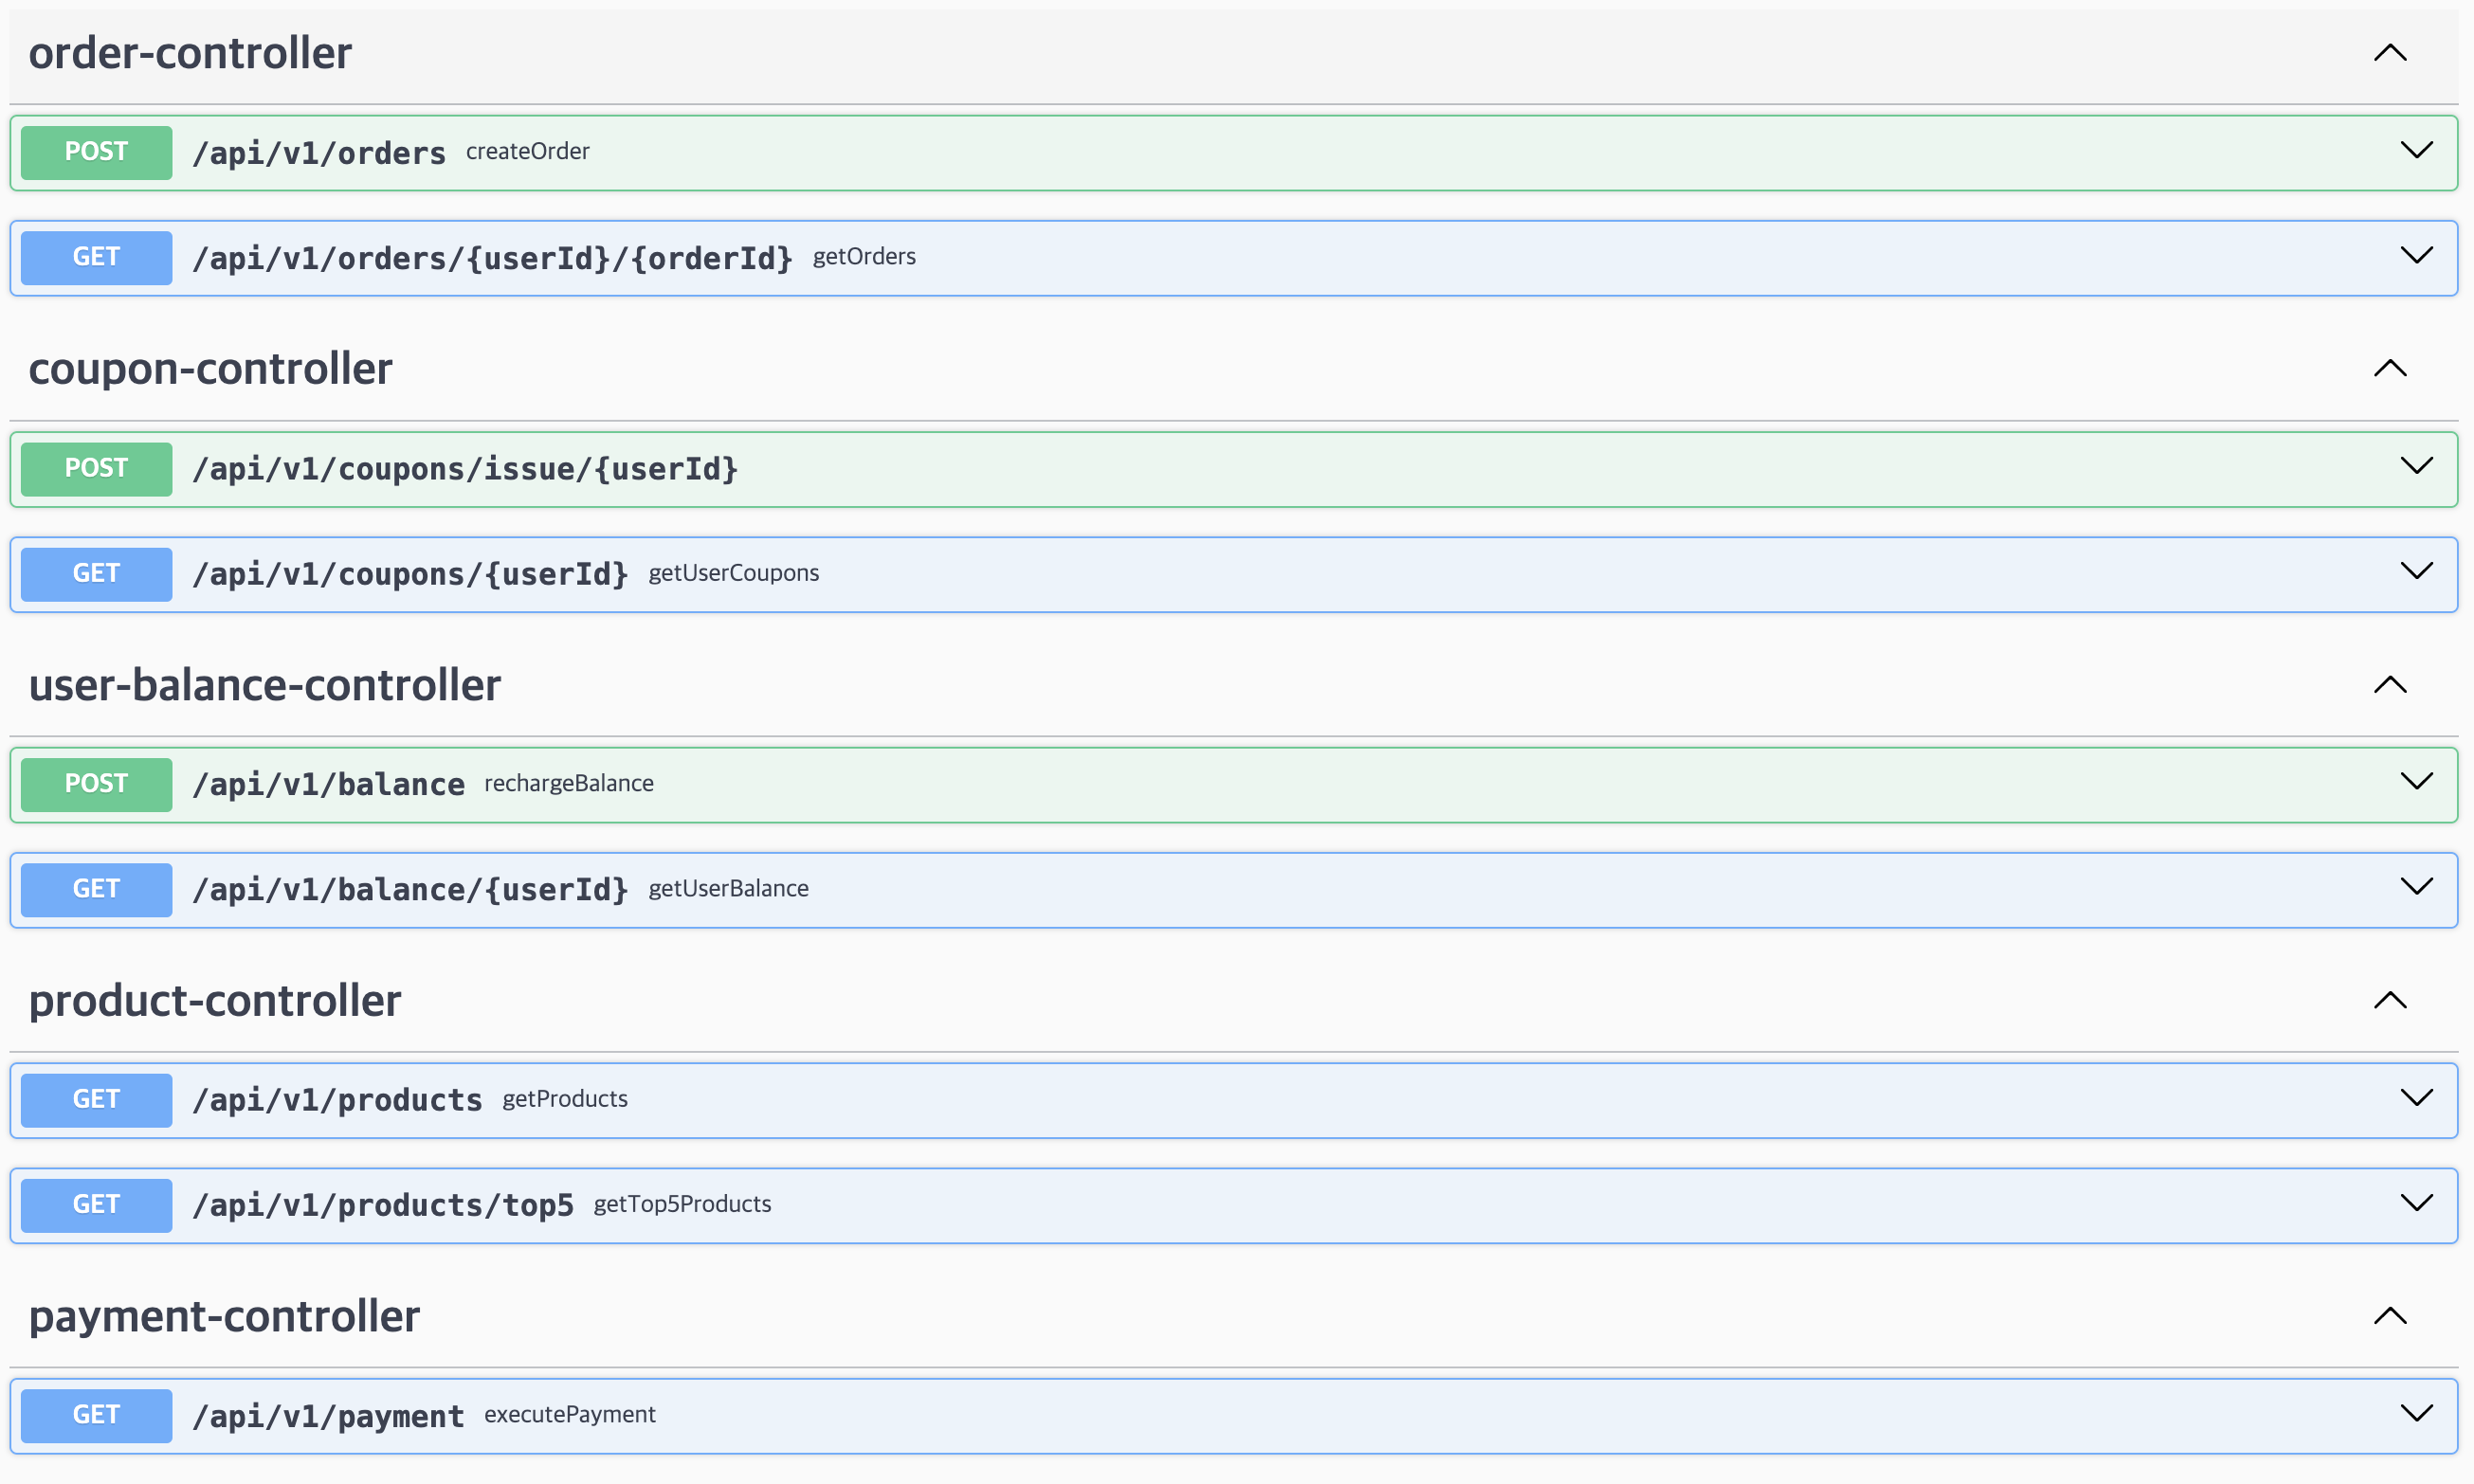 order-controller
POST /api/v1/orders createOrder
GET /api/v1/orders/{userId}/{orderId} getOrders
coupon-controller
POST /api/v1/coupons/issue/{userId}
GET /api/v1/coupons/{userId} getUserCoupons
user-balance-controller
POST /api/v1/balance rechargeBalance
GET /api/v1/balance/{userId} getUserBalance
product-controller
GET /api/v1/products getProducts
GET /api/v1/products/top5 getTop5Products
payment-controller
GET /api/v1/payment executePayment